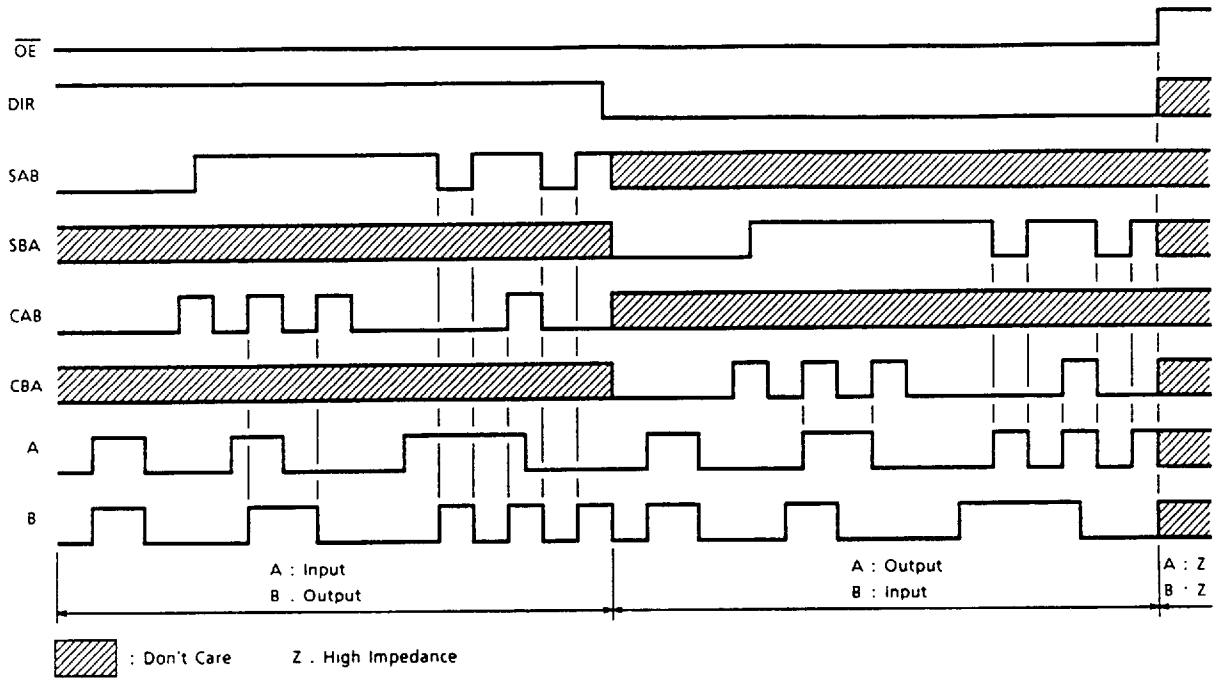 OE
DIR
SAB
SBA
CAB
CBA
A
B
A : Input
B . Output
A : Output
B : Input
A : Z
B · Z
: Don't Care
Z . High Impedance